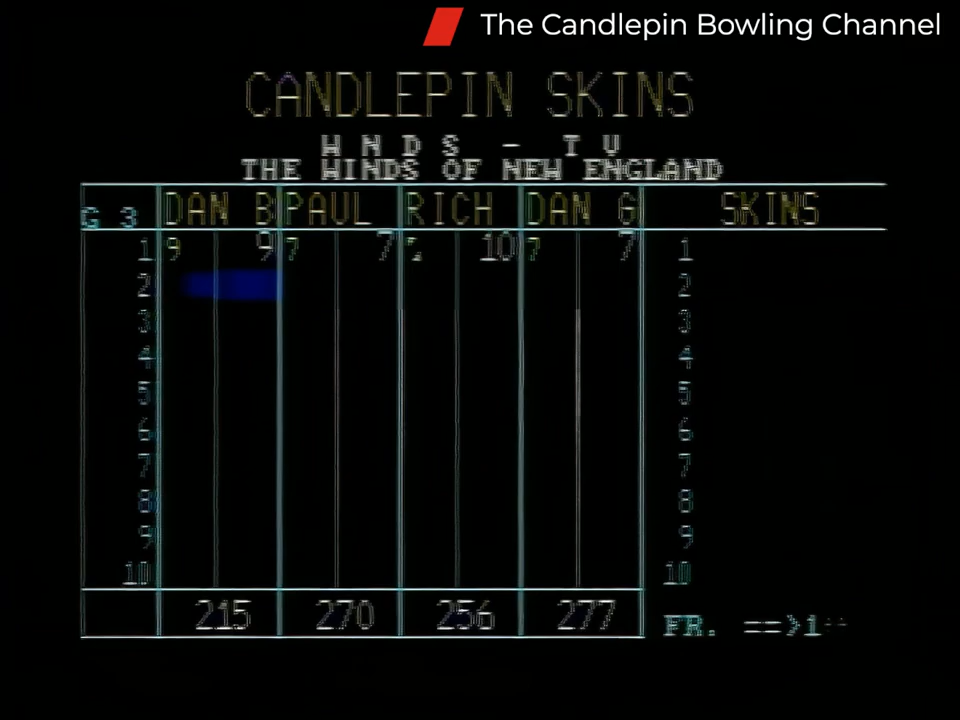 The Candlepin Bowling Channel
CANDLEPIN SKINS
W N D S - T V
THE WINDS OF NEW ENGLAND
G 3 DAN B PAUL RICH DAN G SKINS
1 9 9 7 7 10 7 7 1
2 2
3 3
4 4
5 5
6 6
7 7
8 8
9 9
10 10
215 270 256 277 FR. ==>1